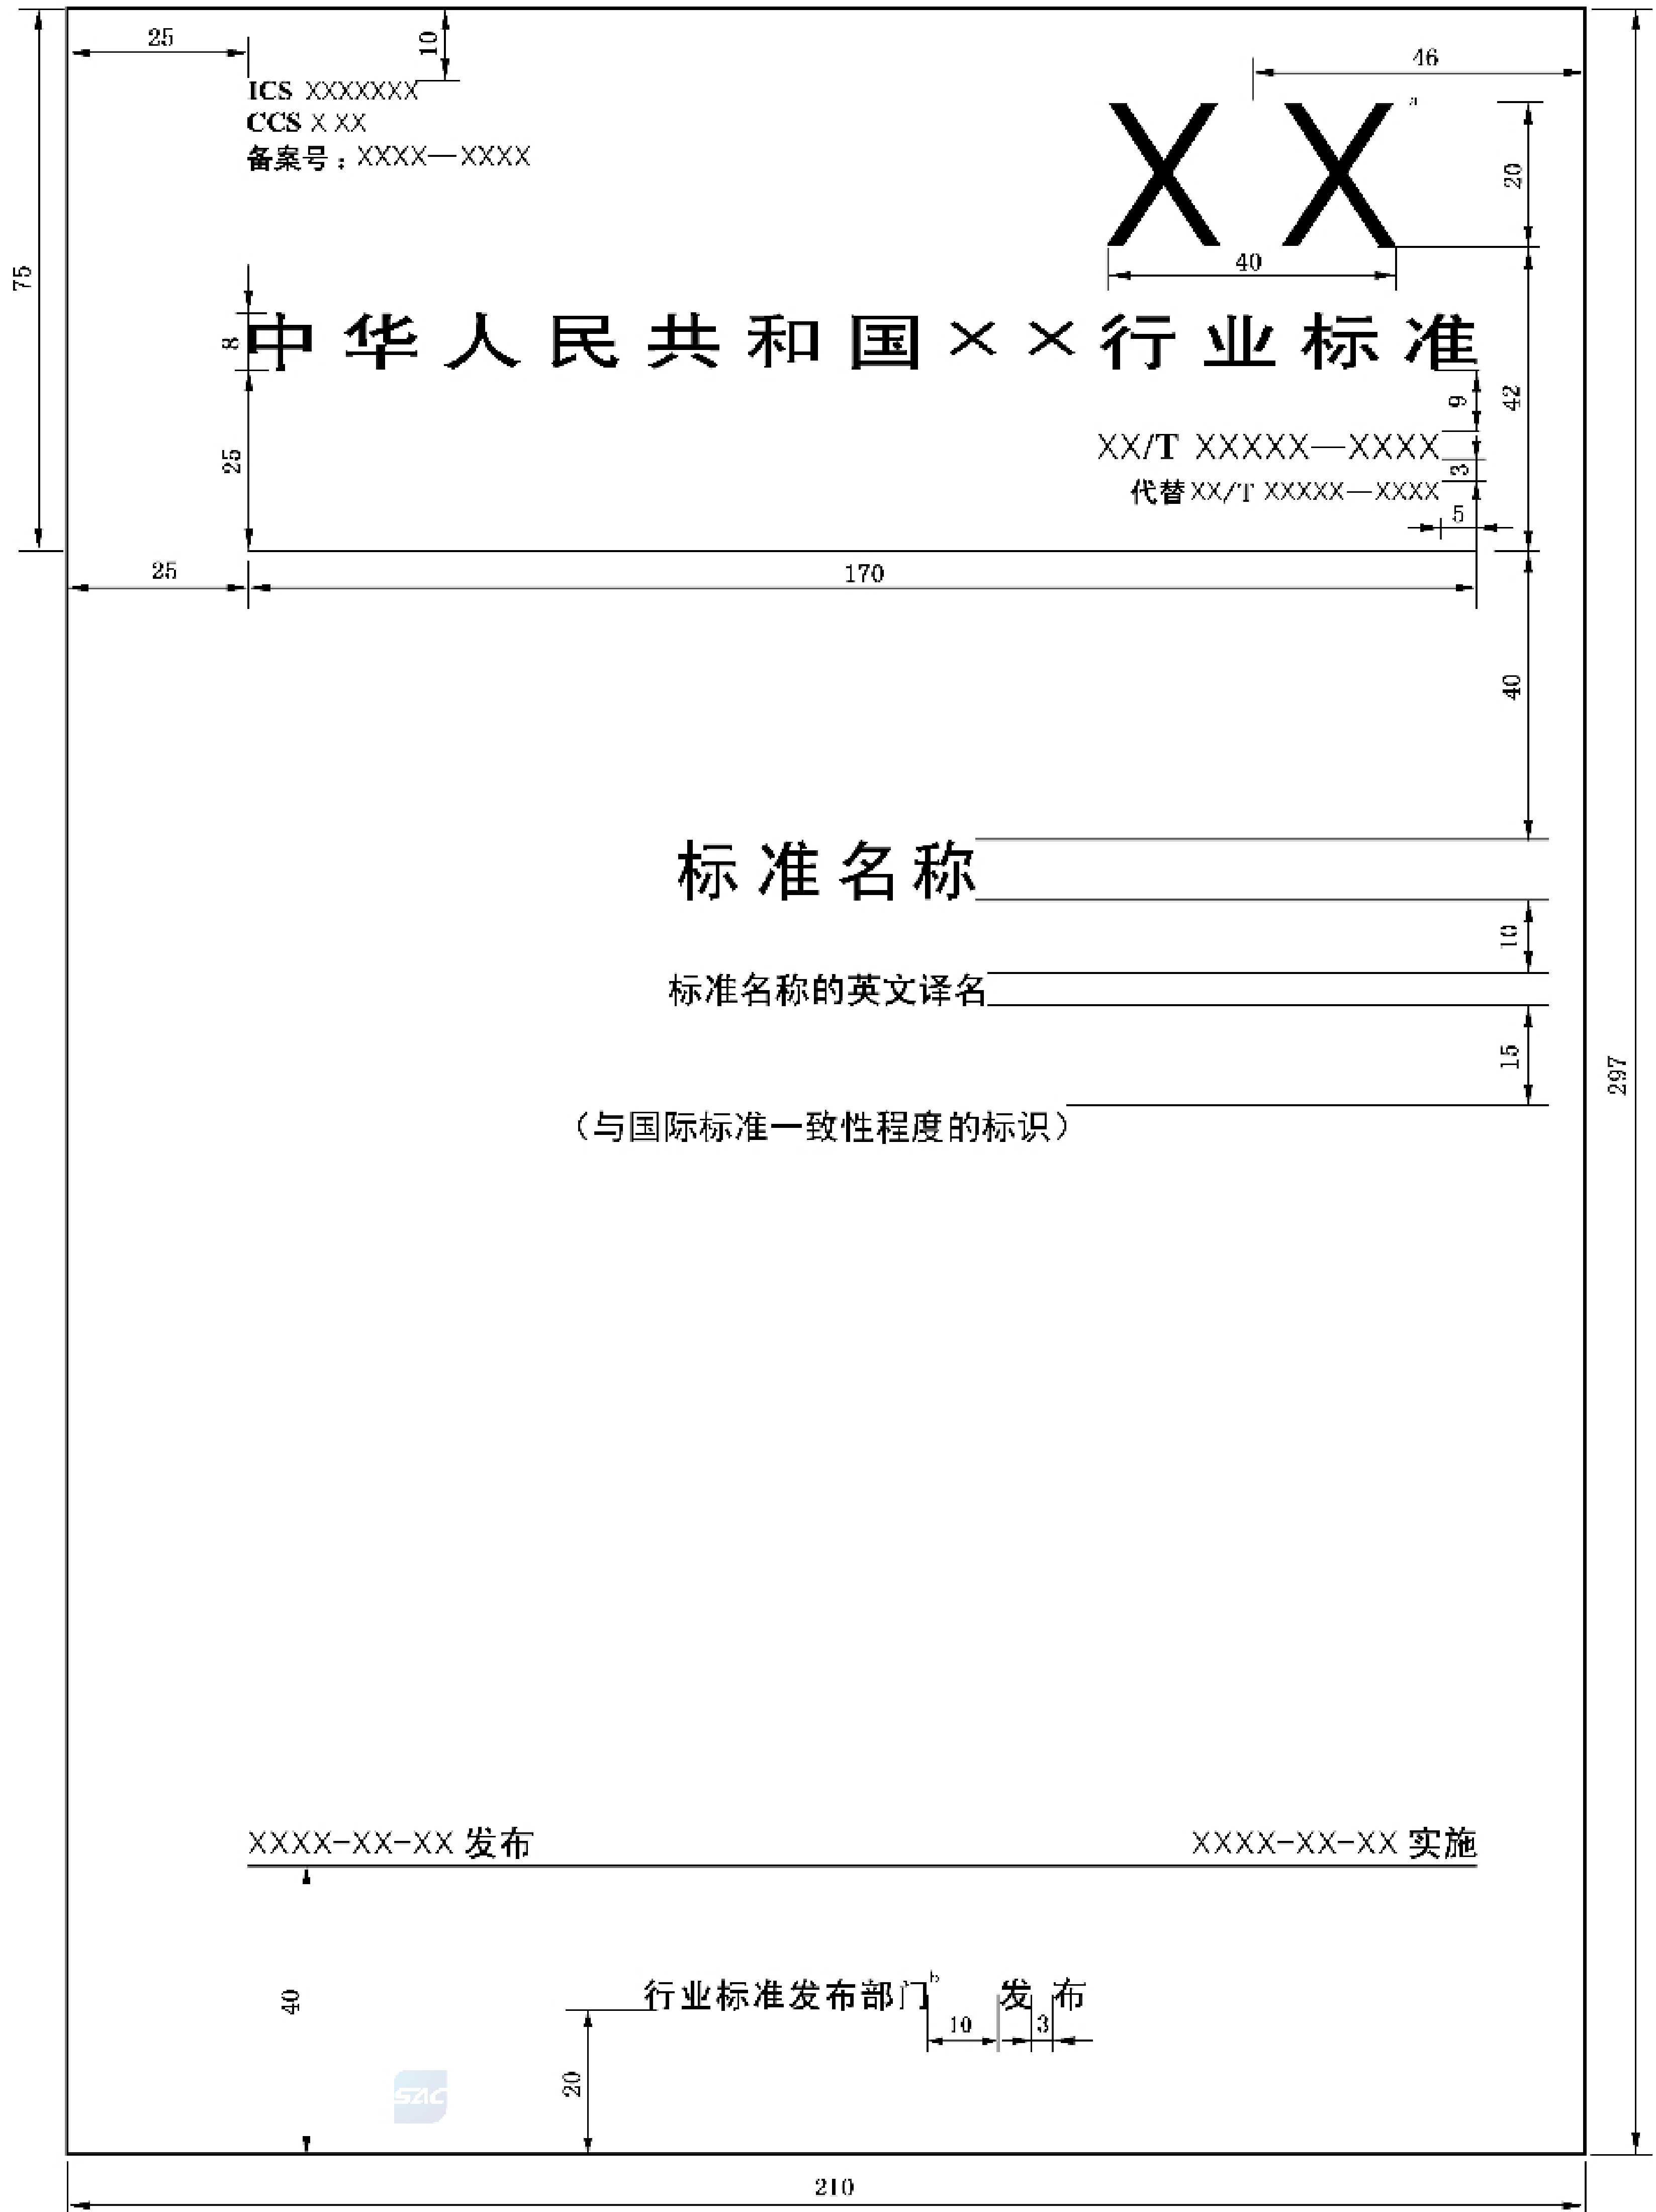 25
10
46
ICS XXXXXXX
CCS X XX
备案号：XXXX—XXXX
XX a
20
40
75
8
中华人民共和国××行业标准
9
42
25
XX/T XXXXX—XXXX
3
代替XX/T XXXXX—XXXX
5
25
170
40
标准名称
10
标准名称的英文译名
15
297
（与国际标准一致性程度的标识）
XXXX-XX-XX 发布
XXXX-XX-XX 实施
行业标准发布部门b 发布
40
10
3
20
SAC
210